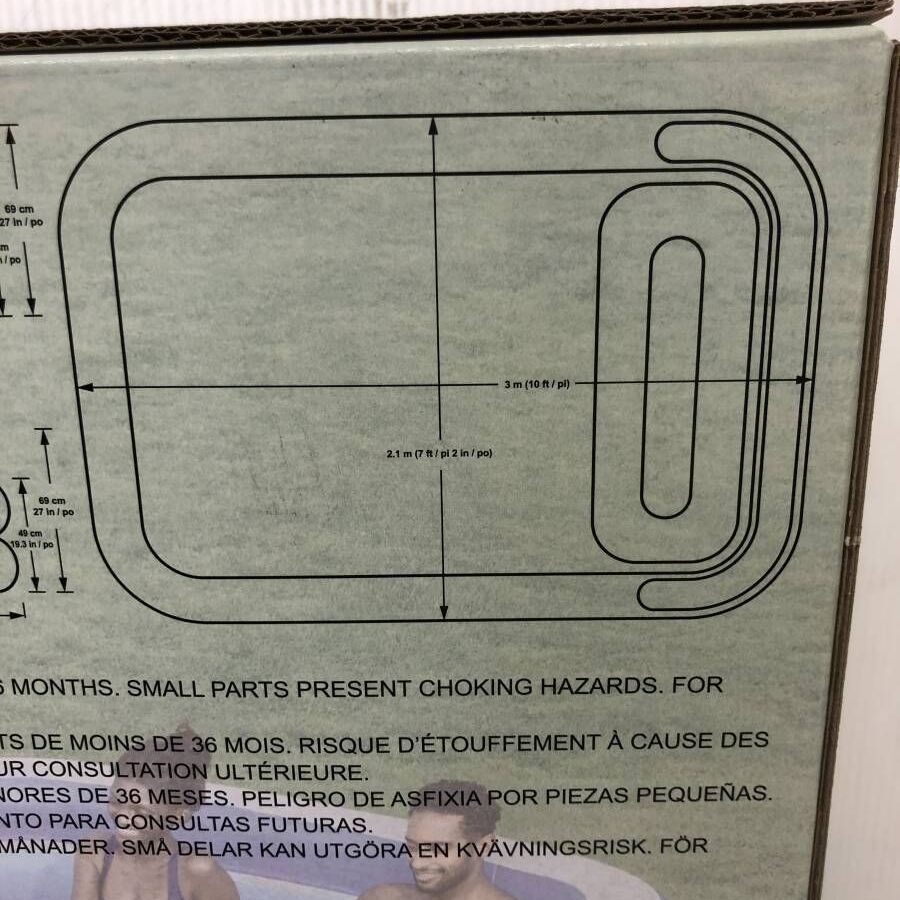 69 cm
27 in / po
m
/ po
3 m (10 ft / pi)
2.1 m (7 ft / pi 2 in / po)
69 cm
27 in / po
49 cm
19.3 in / po
6 MONTHS. SMALL PARTS PRESENT CHOKING HAZARDS. FOR
TS DE MOINS DE 36 MOIS. RISQUE D'ÉTOUFFEMENT À CAUSE DES
UR CONSULTATION ULTÉRIEURE.
NORES DE 36 MESES. PELIGRO DE ASFIXIA POR PIEZAS PEQUEÑAS.
NTO PARA CONSULTAS FUTURAS.
MÅNADER. SMÅ DELAR KAN UTGÖRA EN KVÄVNINGSRISK. FÖR